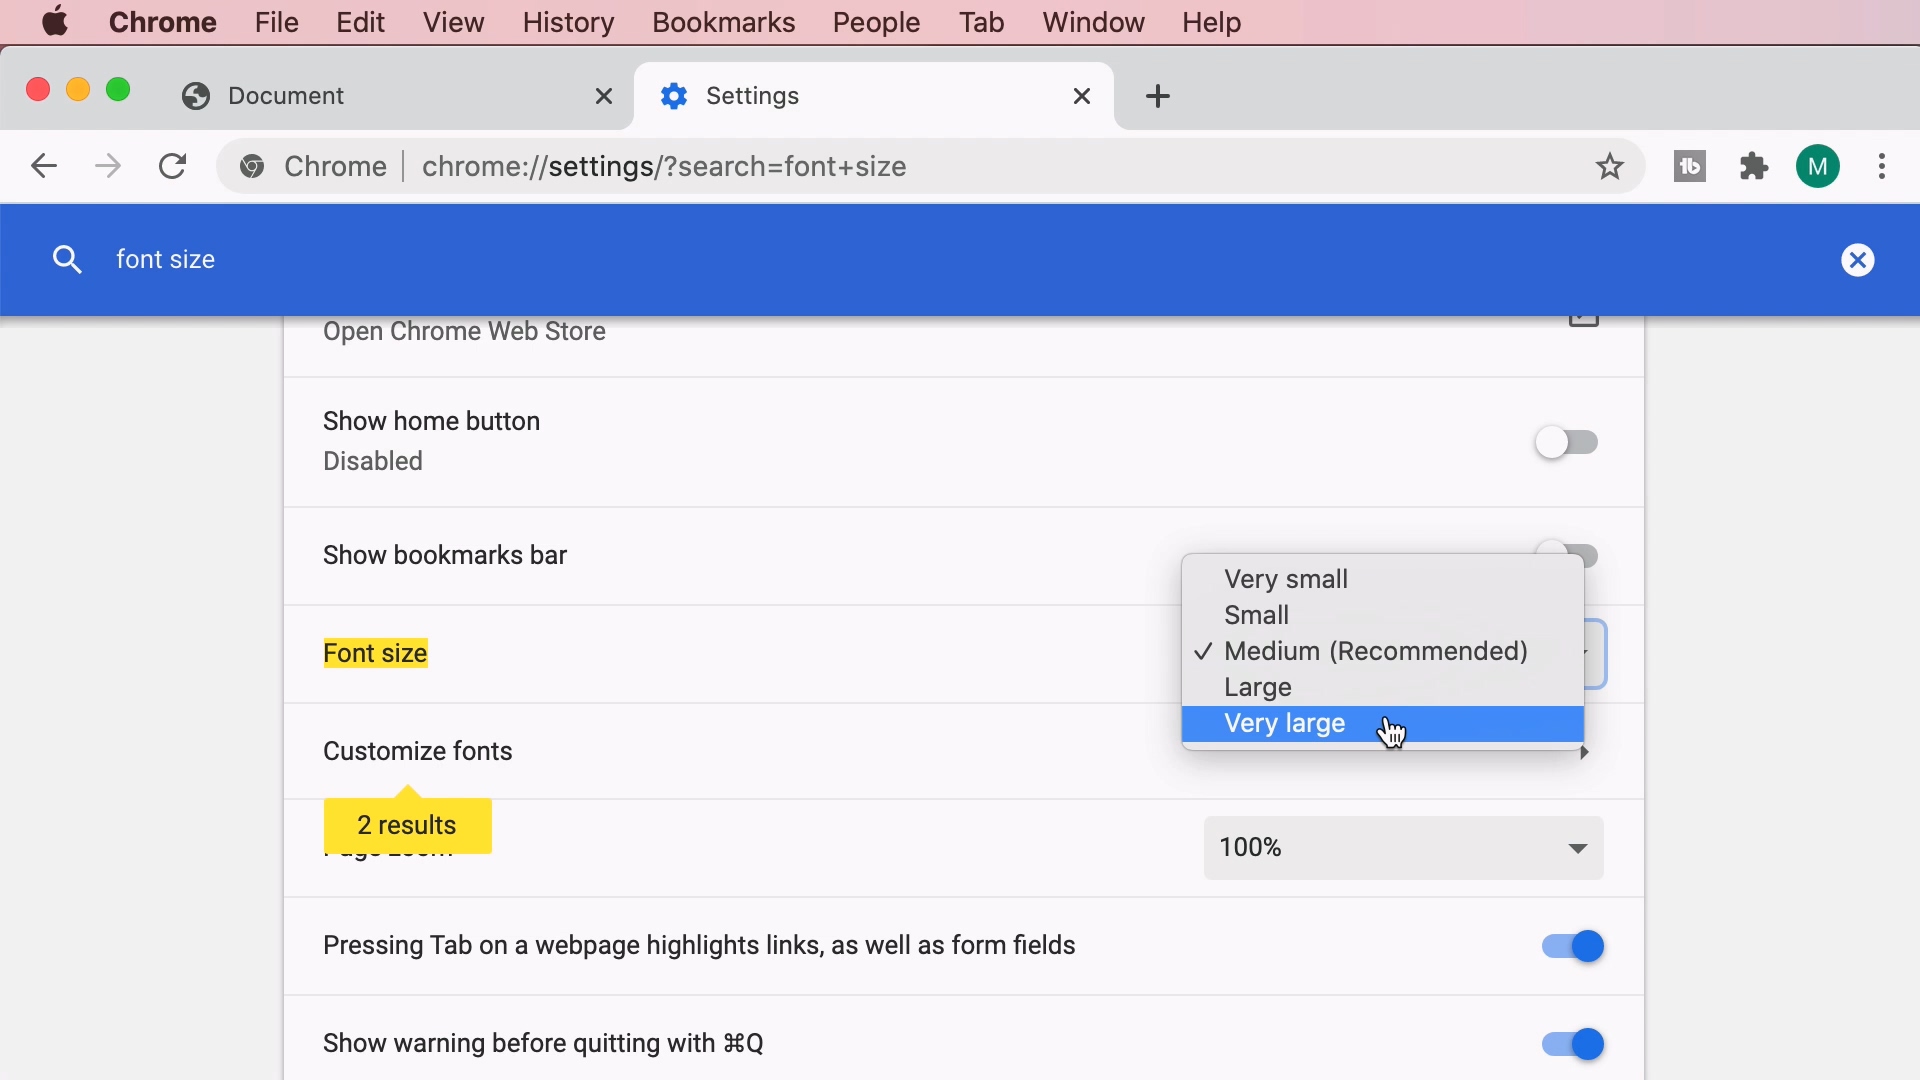 Chrome File Edit View History Bookmarks People Tab Window Help
Document
Settings
Chrome chrome://settings/?search=font+size
M
font size
Open Chrome Web Store
Show home button
Disabled
Show bookmarks bar
Very small
Small
Font size
✓ Medium (Recommended)
Large
Very large
Customize fonts
2 results
100%
Pressing Tab on a webpage highlights links, as well as form fields
Show warning before quitting with ⌘Q